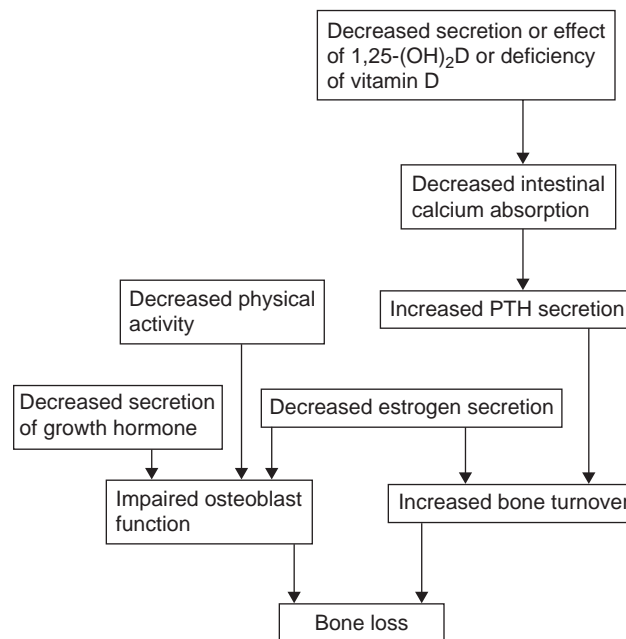 Decreased secretion or effect
of 1,25-(OH)₂D or deficiency
of vitamin D
Decreased intestinal
calcium absorption
Decreased physical
activity
Increased PTH secretion
Decreased secretion
of growth hormone
Decreased estrogen secretion
Impaired osteoblast
function
Increased bone turnover
Bone loss